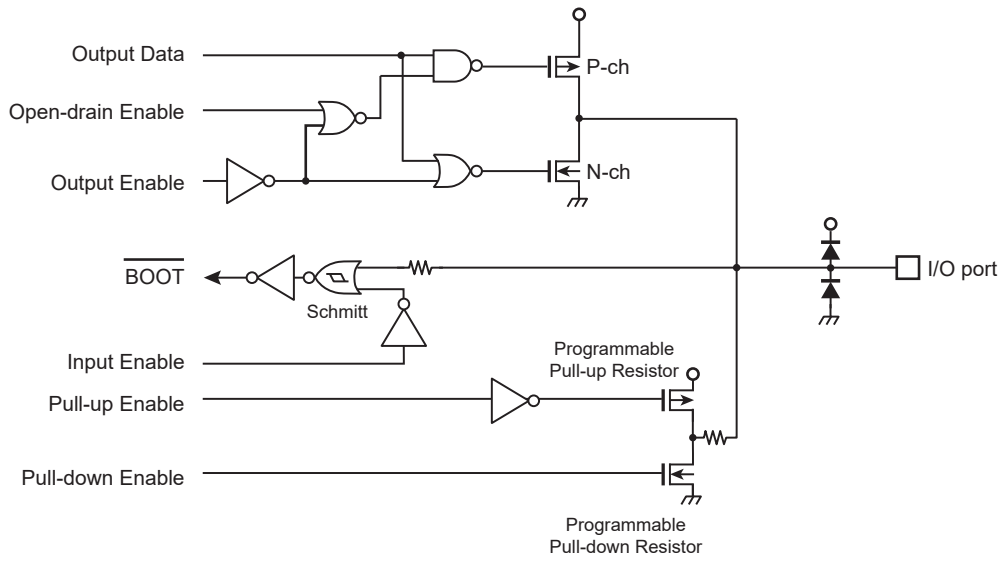 Output Data
P-ch
Open-drain Enable
Output Enable
N-ch
BOOT
Schmitt
I/O port
Input Enable
Programmable
Pull-up Resistor
Pull-up Enable
Pull-down Enable
Programmable
Pull-down Resistor